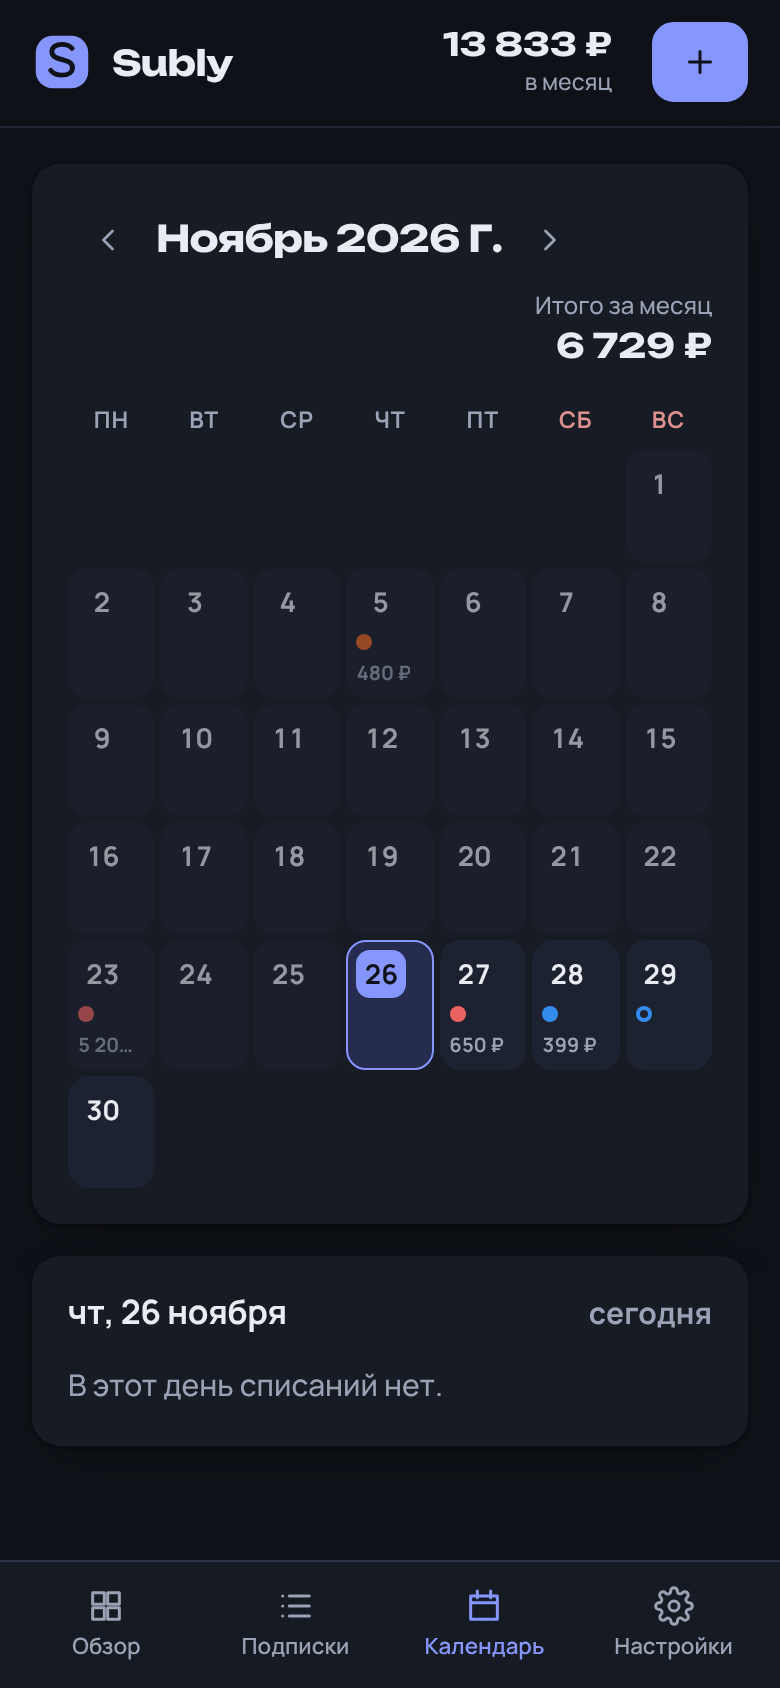 S Subly
13 833 ₽
в месяц
+
Ноябрь 2026 Г.
Итого за месяц
6 729 ₽
ПН ВТ СР ЧТ ПТ СБ ВС
1
2 3 4 5 6 7 8
480 ₽
9 10 11 12 13 14 15
16 17 18 19 20 21 22
23 24 25 26 27 28 29
5 20... 650 ₽ 399 ₽
30
чт, 26 ноября сегодня
В этот день списаний нет.
Обзор Подписки Календарь Настройки